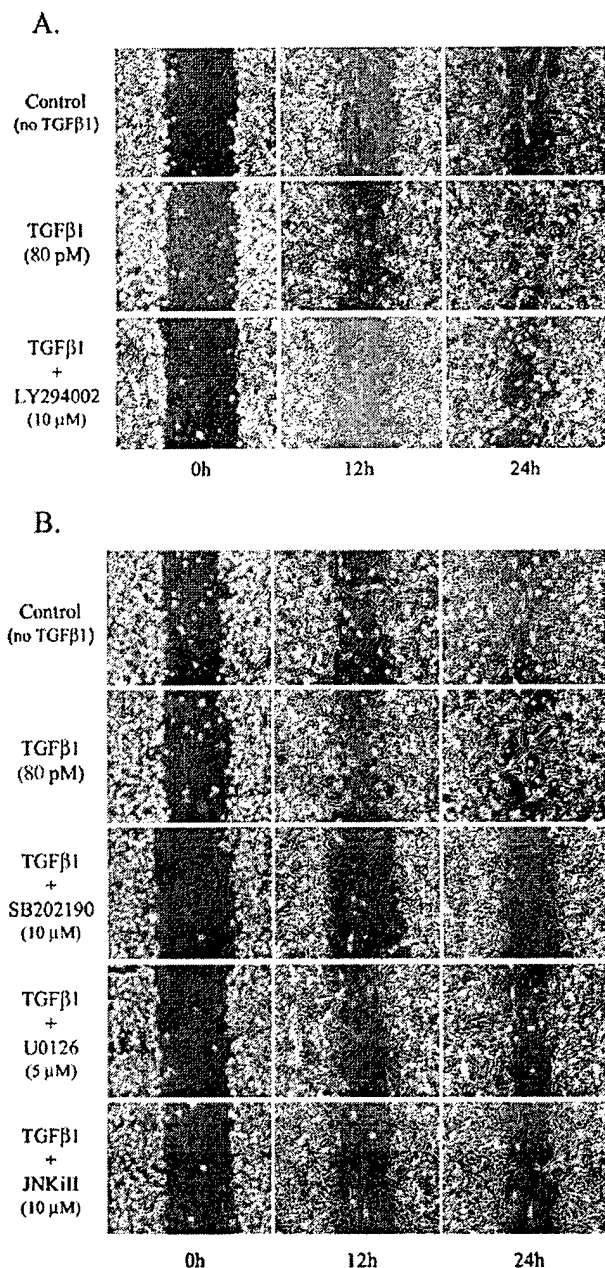 A.
Control
(no TGFβ1)
TGFβ1
(80 pM)
TGFβ1
+
LY294002
(10 µM)
0h
12h
24h
B.
Control
(no TGFβ1)
TGFβ1
(80 pM)
TGFβ1
+
SB202190
(10 µM)
TGFβ1
+
U0126
(5 µM)
TGFβ1
+
JNKiII
(10 µM)
0h
12h
24h